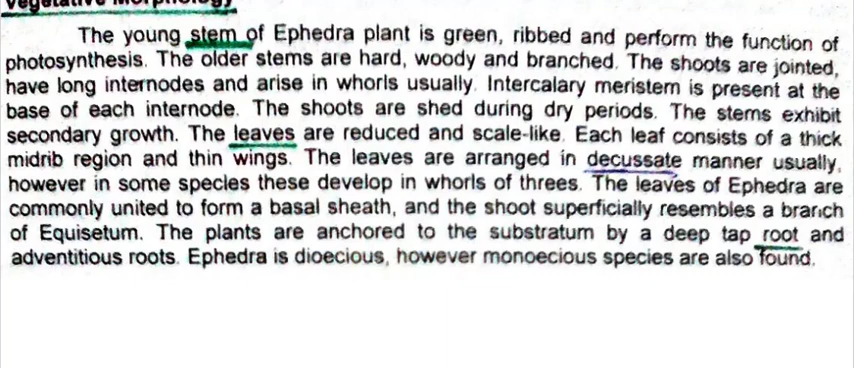 Vegetative Morphology
The young stem of Ephedra plant is green, ribbed and perform the function of
photosynthesis. The older stems are hard, woody and branched. The shoots are jointed,
have long internodes and arise in whorls usually. Intercalary meristem is present at the
base of each internode. The shoots are shed during dry periods. The stems exhibit
secondary growth. The leaves are reduced and scale-like. Each leaf consists of a thick
midrib region and thin wings. The leaves are arranged in decussate manner usually,
however in some species these develop in whorls of threes. The leaves of Ephedra are
commonly united to form a basal sheath, and the shoot superficially resembles a branch
of Equisetum. The plants are anchored to the substratum by a deep tap root and
adventitious roots. Ephedra is dioecious, however monoecious species are also found.